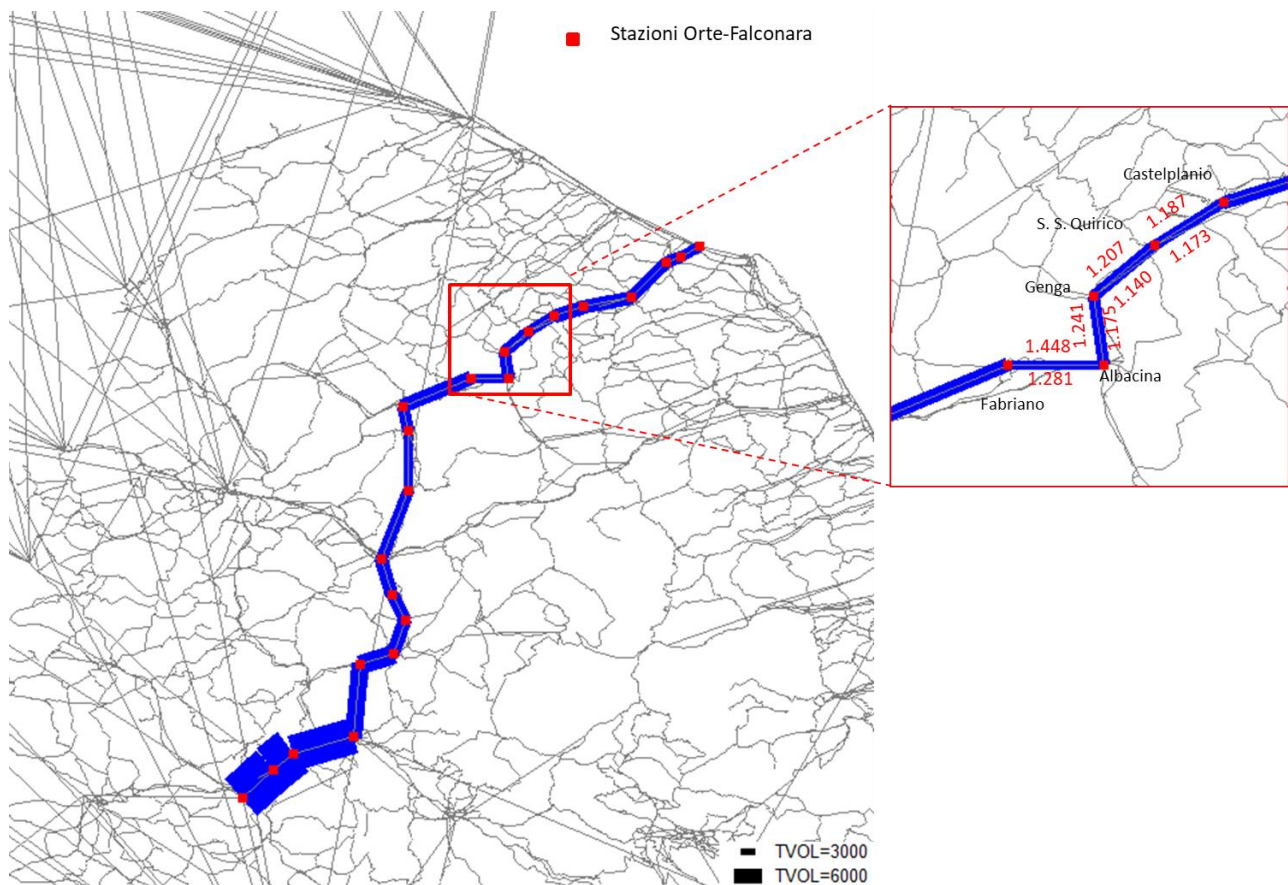 Stazioni Orte-Falconara
Castelplanio
1.187
S. S. Quirico
1.173
1.207
Genga
1.140
1.241
1.175
1.448
Albacina
1.281
Fabriano
TVOL=3000
TVOL=6000